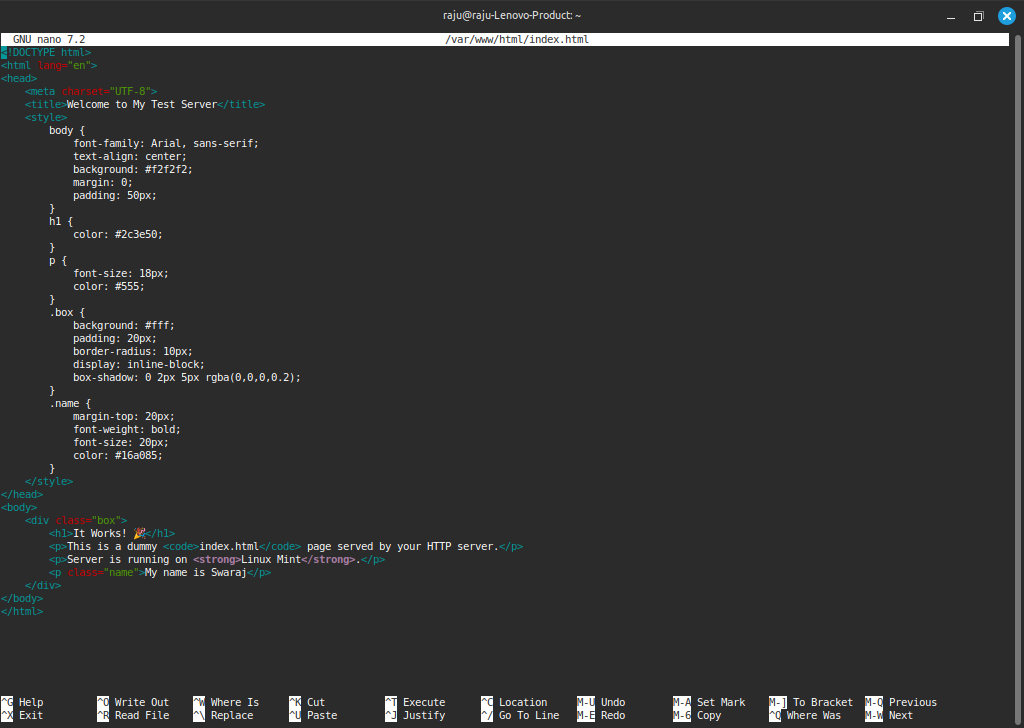 raju@raju-Lenovo-Product: ~
GNU nano 7.2 /var/www/html/index.html
<!DOCTYPE html>
<html lang="en">
<head>
    <meta charset="UTF-8">
    <title>Welcome to My Test Server</title>
    <style>
        body {
            font-family: Arial, sans-serif;
            text-align: center;
            background: #f2f2f2;
            margin: 0;
            padding: 50px;
        }
        h1 {
            color: #2c3e50;
        }
        p {
            font-size: 18px;
            color: #555;
        }
        .box {
            background: #fff;
            padding: 20px;
            border-radius: 10px;
            display: inline-block;
            box-shadow: 0 2px 5px rgba(0,0,0,0.2);
        }
        .name {
            margin-top: 20px;
            font-weight: bold;
            font-size: 20px;
            color: #16a085;
        }
    </style>
</head>
<body>
    <div class="box">
        <h1>It Works! 🎉</h1>
        <p>This is a dummy <code>index.html</code> page served by your HTTP server.</p>
        <p>Server is running on <strong>Linux Mint</strong>.</p>
        <p class="name">My name is Swaraj</p>
    </div>
</body>
</html>
^G Help ^O Write Out ^W Where Is ^K Cut ^T Execute ^C Location M-U Undo M-A Set Mark M-] To Bracket M-Q Previous
^X Exit ^R Read File ^\ Replace ^U Paste ^J Justify ^/ Go To Line M-E Redo M-6 Copy ^Q Where Was M-W Next